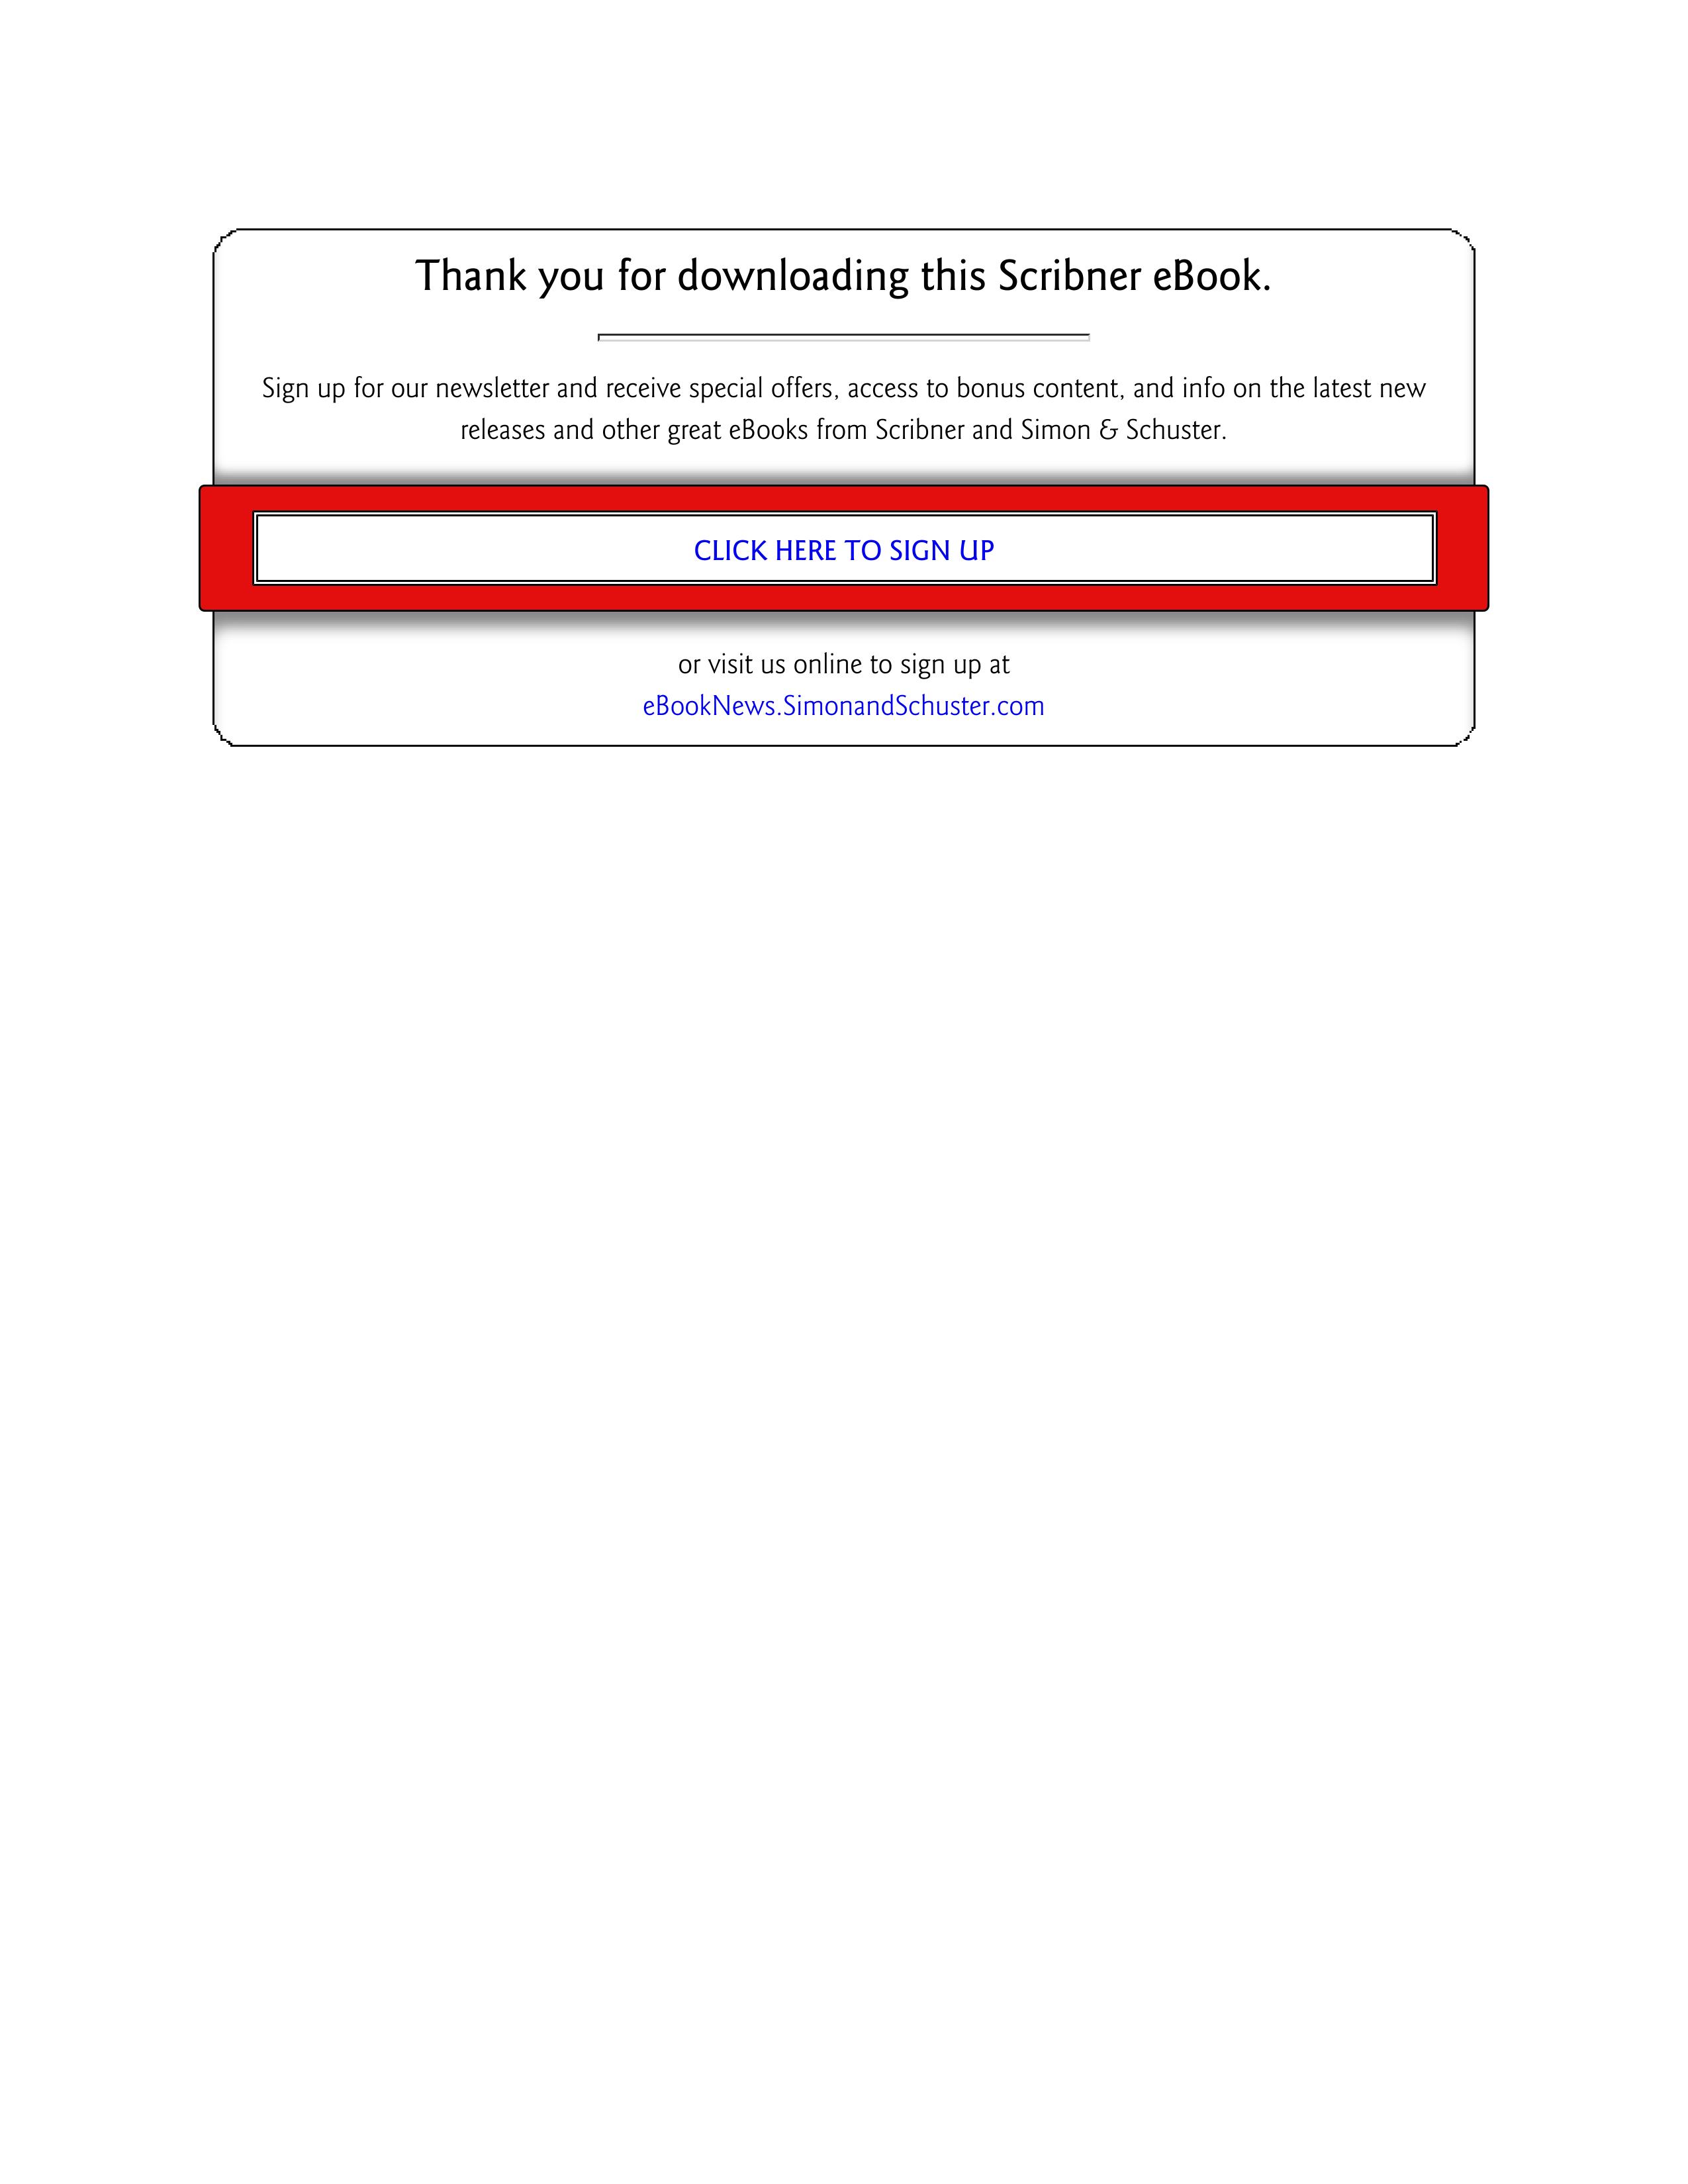 Thank you for downloading this Scribner eBook.
Sign up for our newsletter and receive special offers, access to bonus content, and info on the latest new
releases and other great eBooks from Scribner and Simon & Schuster.
CLICK HERE TO SIGN UP
or visit us online to sign up at
eBookNews.SimonandSchuster.com